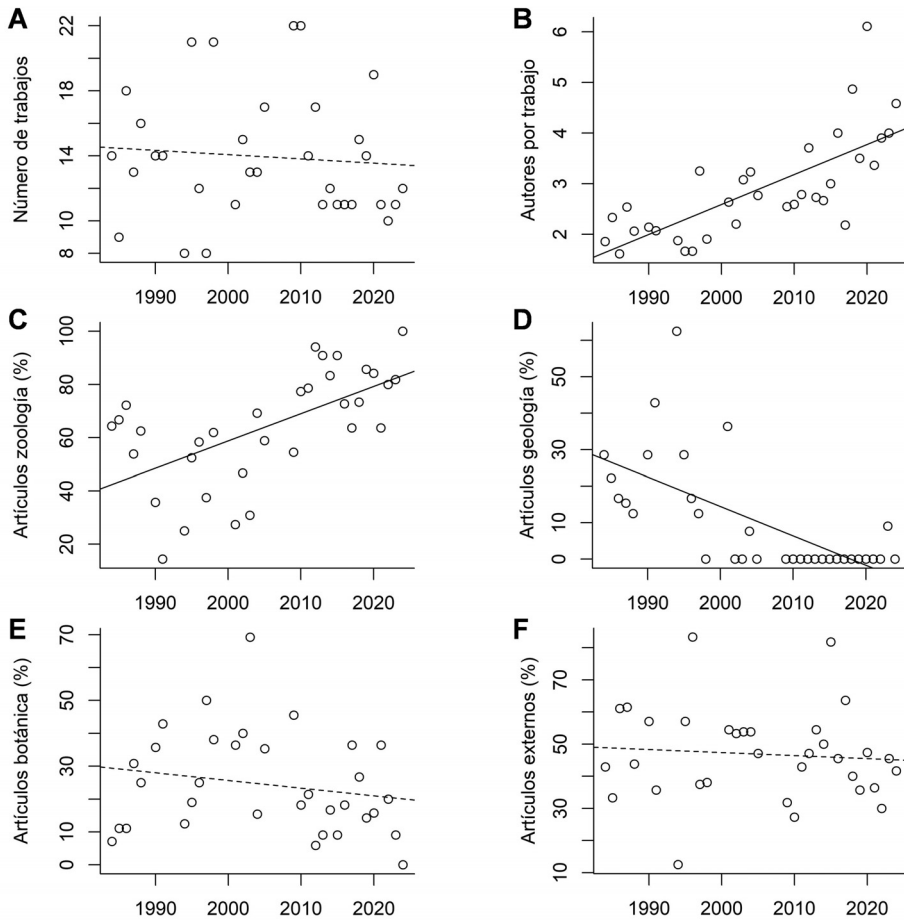 A
Número de trabajos
22
18
14
10
8
1990 2000 2010 2020
B
Autores por trabajo
6
5
4
3
2
1990 2000 2010 2020
C
Artículos zoología (%)
100
80
60
40
20
1990 2000 2010 2020
D
Artículos geología (%)
50
30
10
0
1990 2000 2010 2020
E
Artículos botánica (%)
70
50
30
10
0
1990 2000 2010 2020
F
Artículos externos (%)
70
50
30
10
1990 2000 2010 2020